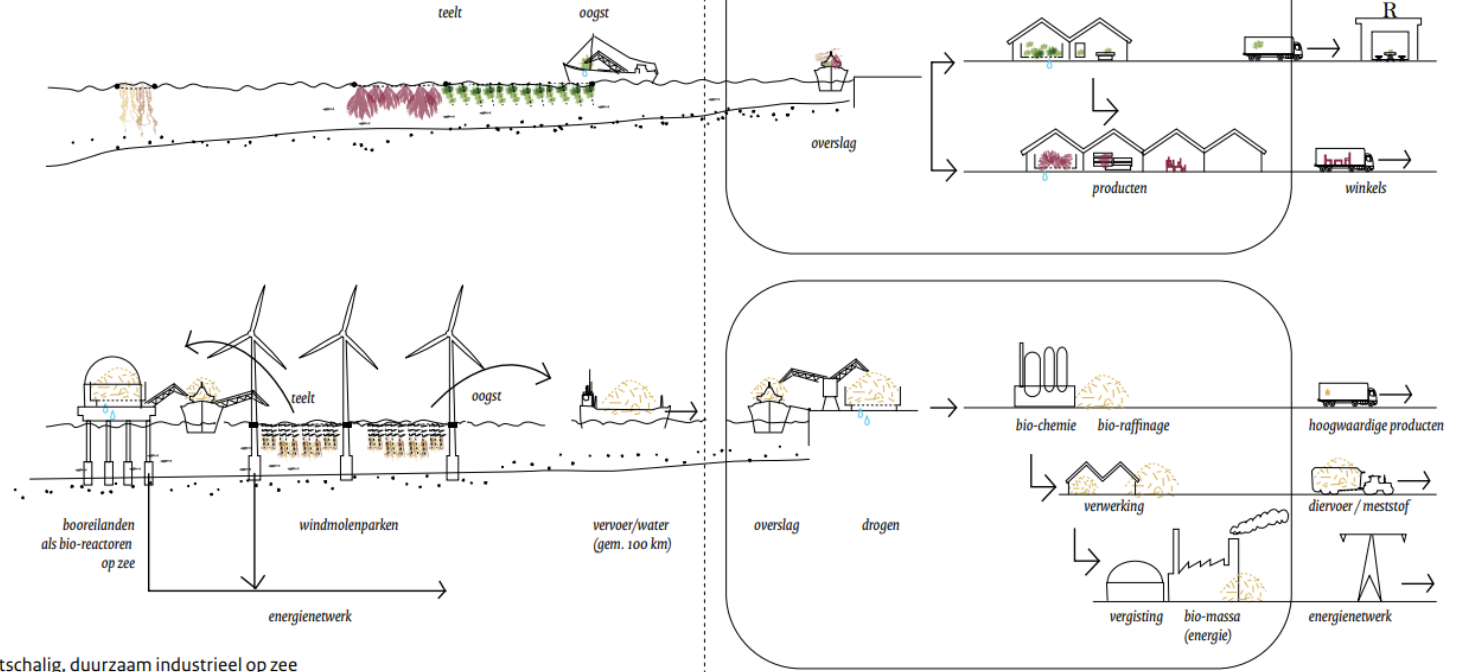 teelt
oogst
R
overslag
producten
winkels
teelt
oogst
bio-chemie
bio-raffinage
hoogwaardige producten
verwerking
diervoer / meststof
booreilanden
als bio-reactoren
op zee
windmolenparken
vervoer/water
(gem. 100 km)
overslag
drogen
energienetwerk
vergisting
bio-massa
(energie)
energienetwerk
tschalig, duurzaam industrieel op zee